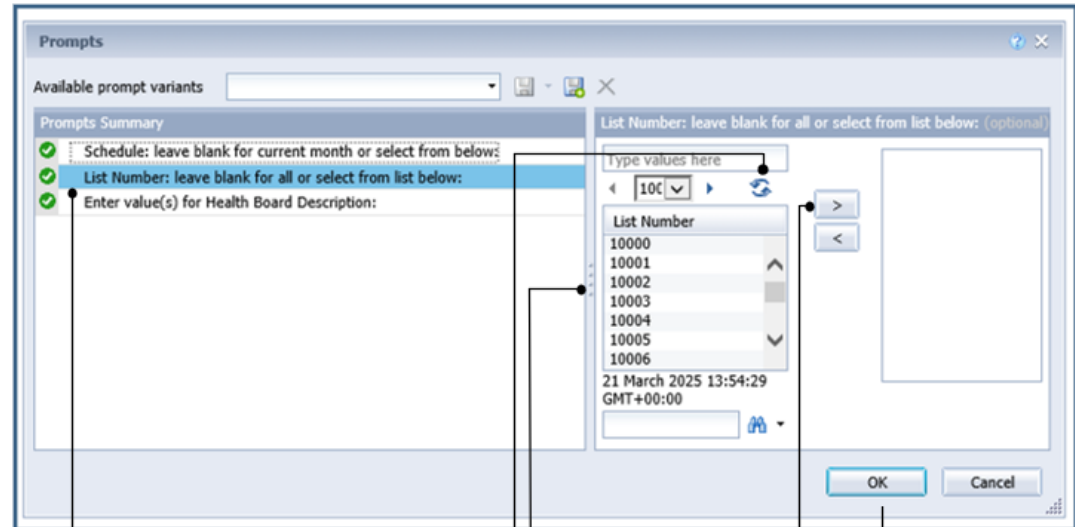 Prompts
Available prompt variants
Prompts Summary
Schedule: leave blank for current month or select from below:
List Number: leave blank for all or select from list below:
Enter value(s) for Health Board Description:
List Number: leave blank for all or select from list below: (optional)
Type values here
100
>
<
List Number
10000
10001
10002
10003
10004
10005
10006
21 March 2025 13:54:29
GMT+00:00
OK Cancel